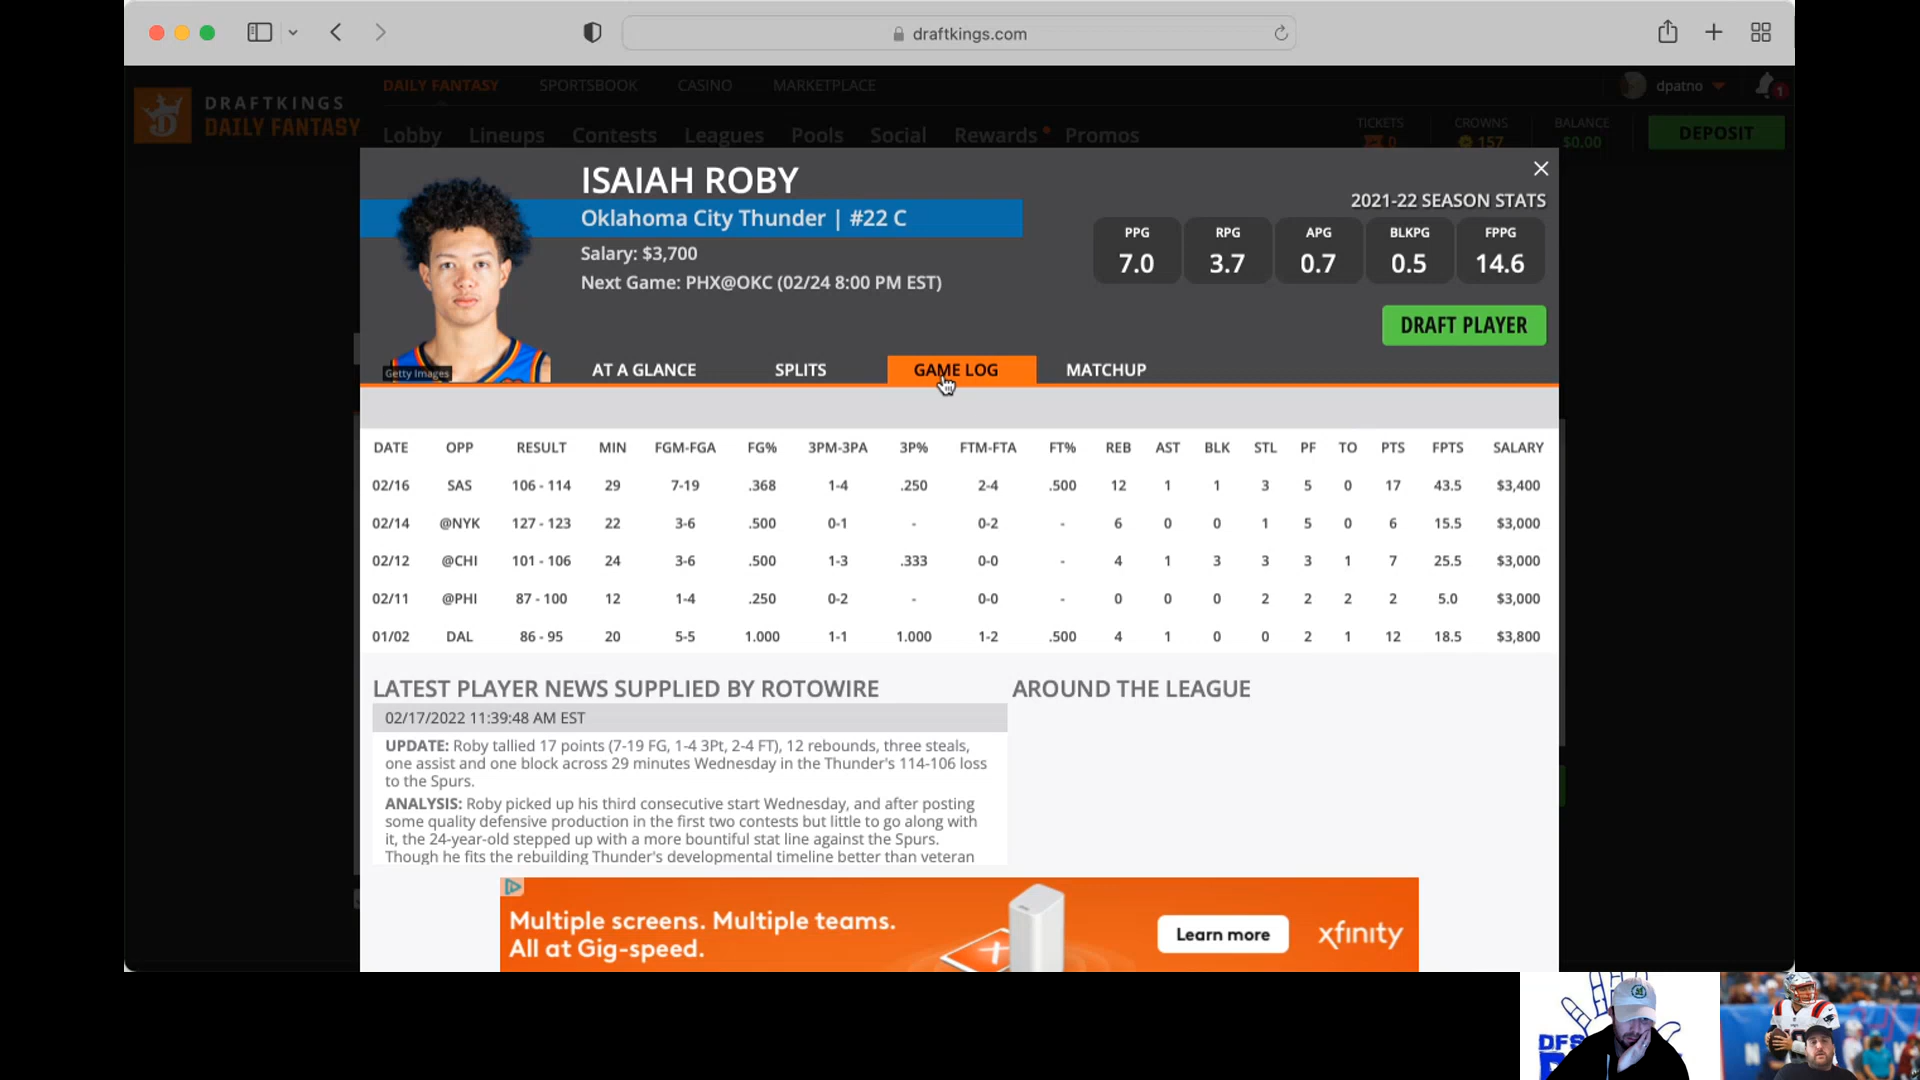 draftkings.com
DRAFTKINGS
DAILY FANTASY
DAILY FANTASY SPORTSBOOK CASINO MARKETPLACE
dpatno
1
Lobby Lineups Contests Leagues Pools Social Rewards Promos
TICKETS CROWNS BALANCE
0 157 $0.00
DEPOSIT
ISAIAH ROBY
Oklahoma City Thunder | #22 C
Salary: $3,700
Next Game: PHX@OKC (02/24 8:00 PM EST)
2021-22 SEASON STATS
PPG RPG APG BLKPG FPPG
7.0 3.7 0.7 0.5 14.6
DRAFT PLAYER
Getty Images
AT A GLANCE SPLITS GAME LOG MATCHUP
DATE OPP RESULT MIN FGM-FGA FG% 3PM-3PA 3P% FTM-FTA FT% REB AST BLK STL PF TO PTS FPTS SALARY
02/16 SAS 106 - 114 29 7-19 .368 1-4 .250 2-4 .500 12 1 1 3 5 0 17 43.5 $3,400
02/14 @NYK 127 - 123 22 3-6 .500 0-1 - 0-2 - 6 0 0 1 5 0 6 15.5 $3,000
02/12 @CHI 101 - 106 24 3-6 .500 1-3 .333 0-0 - 4 1 3 3 3 1 7 25.5 $3,000
02/11 @PHI 87 - 100 12 1-4 .250 0-2 - 0-0 - 0 0 0 2 2 2 2 5.0 $3,000
01/02 DAL 86 - 95 20 5-5 1.000 1-1 1.000 1-2 .500 4 1 0 0 2 1 12 18.5 $3,800
LATEST PLAYER NEWS SUPPLIED BY ROTOWIRE
AROUND THE LEAGUE
02/17/2022 11:39:48 AM EST
UPDATE: Roby tallied 17 points (7-19 FG, 1-4 3Pt, 2-4 FT), 12 rebounds, three steals,
one assist and one block across 29 minutes Wednesday in the Thunder's 114-106 loss
to the Spurs.
ANALYSIS: Roby picked up his third consecutive start Wednesday, and after posting
some quality defensive production in the first two contests but little to go along with
it, the 24-year-old stepped up with a more bountiful stat line against the Spurs.
Though he fits the rebuilding Thunder's developmental timeline better than veteran
Multiple screens. Multiple teams.
All at Gig-speed.
Learn more
xfinity
DFS